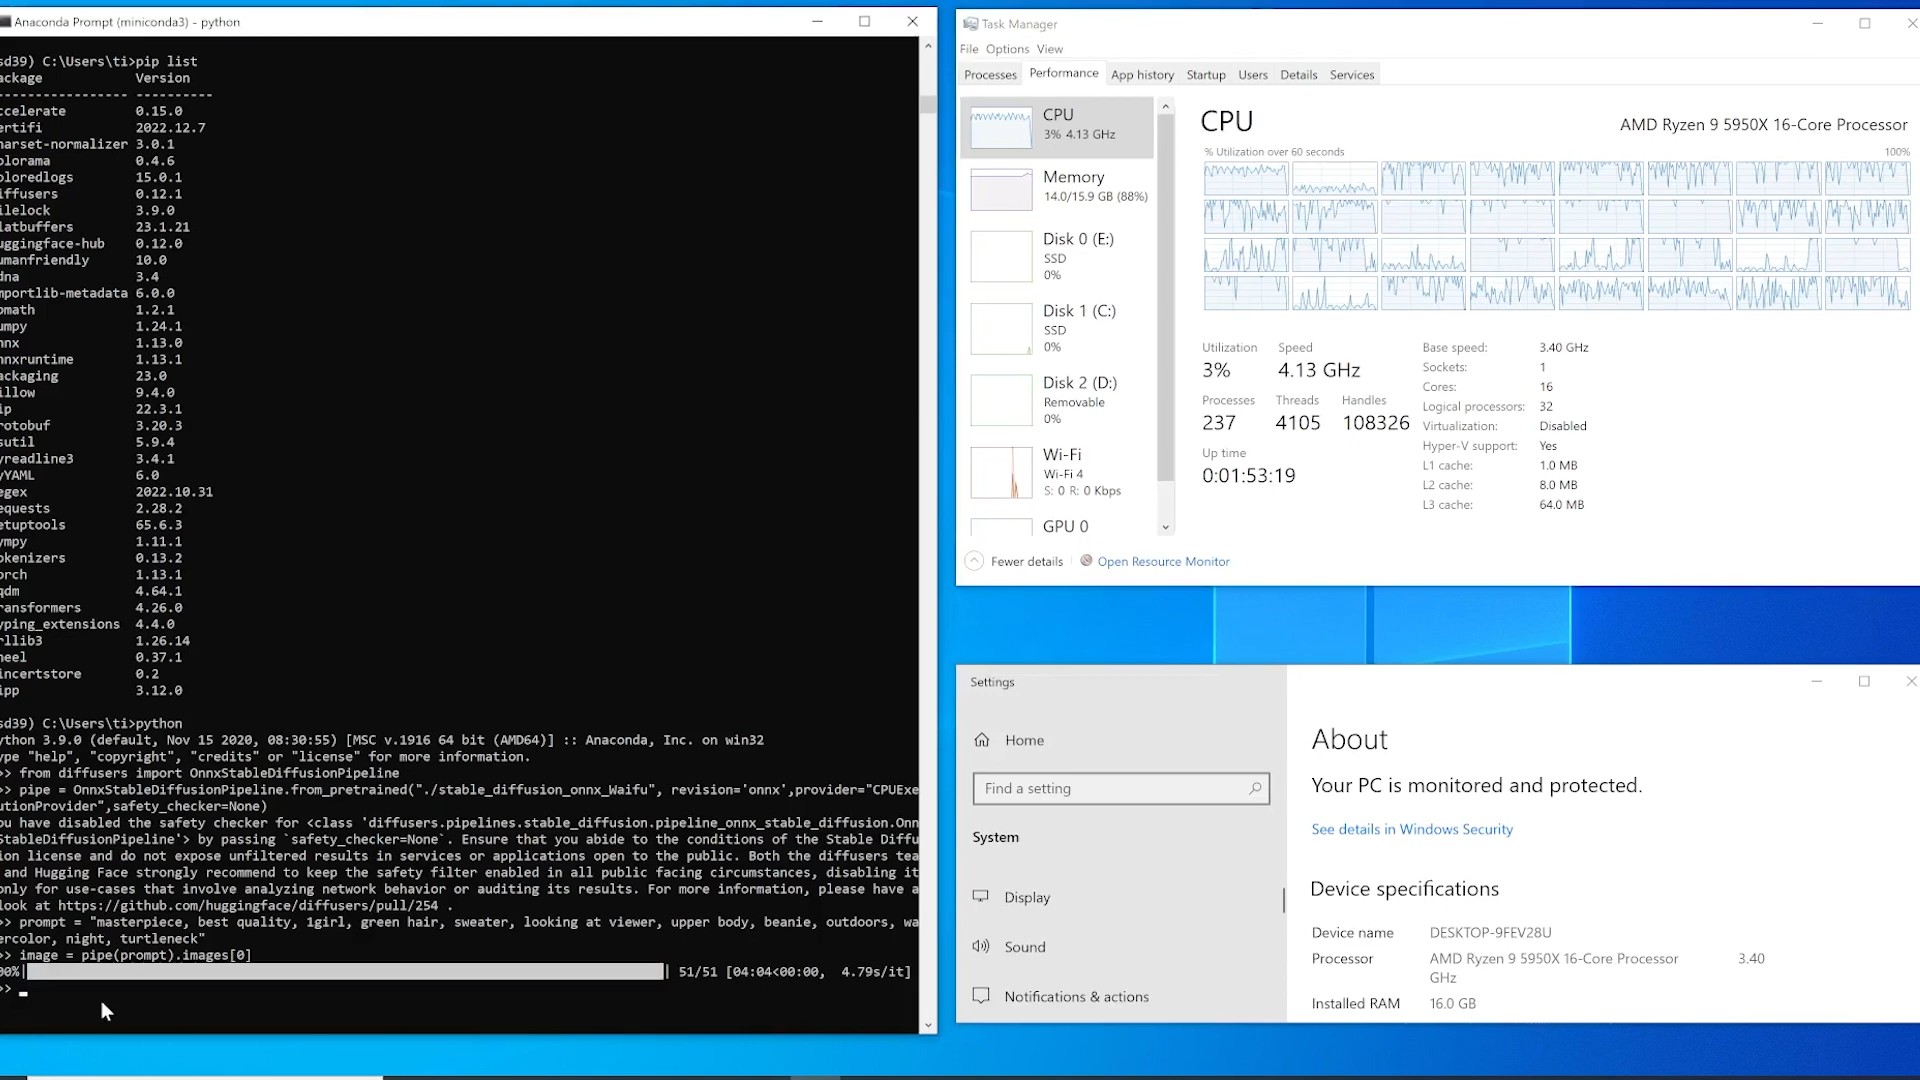 Anaconda Prompt (miniconda3) - python
sd39) C:\Users\ti>pip list
ackage Version
----------------- ----------
ccelerate 0.15.0
ertifi 2022.12.7
harset-normalizer 3.0.1
olorama 0.4.6
oloredlogs 15.0.1
iffusers 0.12.1
ilelock 3.9.0
latbuffers 23.1.21
uggingface-hub 0.12.0
umanfriendly 10.0
dna 3.4
mportlib-metadata 6.0.0
pmath 1.2.1
umpy 1.24.1
nnx 1.13.0
nnxruntime 1.13.1
ackaging 23.0
illow 9.4.0
ip 22.3.1
rotobuf 3.20.3
sutil 5.9.4
yreadline3 3.4.1
yYAML 6.0
egex 2022.10.31
equests 2.28.2
etuptools 65.6.3
ympy 1.11.1
okenizers 0.13.2
orch 1.13.1
qdm 4.64.1
ransformers 4.26.0
yping_extensions 4.4.0
rllib3 1.26.14
heel 0.37.1
incertstore 0.2
ipp 3.12.0
sd39) C:\Users\ti>python
ython 3.9.0 (default, Nov 15 2020, 08:30:55) [MSC v.1916 64 bit (AMD64)] :: Anaconda, Inc. on win32
ype "help", "copyright", "credits" or "license" for more information.
>> from diffusers import OnnxStableDiffusionPipeline
>> pipe = OnnxStableDiffusionPipeline.from_pretrained("./stable_diffusion_onnx_Waifu", revision='onnx',provider="CPUExe
utionProvider",safety_checker=None)
ou have disabled the safety checker for <class 'diffusers.pipelines.stable_diffusion.pipeline_onnx_stable_diffusion.Onn
StableDiffusionPipeline'> by passing `safety_checker=None`. Ensure that you abide to the conditions of the Stable Diffu
ion license and do not expose unfiltered results in services or applications open to the public. Both the diffusers tea
and Hugging Face strongly recommend to keep the safety filter enabled in all public facing circumstances, disabling it
only for use-cases that involve analyzing network behavior or auditing its results. For more information, please have a
look at https://github.com/huggingface/diffusers/pull/254 .
>> prompt = "masterpiece, best quality, 1girl, green hair, sweater, looking at viewer, upper body, beanie, outdoors, wa
ercolor, night, turtleneck"
>> image = pipe(prompt).images[0]
00%| | 51/51 [04:04<00:00, 4.79s/it]
>>
Task Manager
File Options View
Processes Performance App history Startup Users Details Services
CPU
3% 4.13 GHz
Memory
14.0/15.9 GB (88%)
Disk 0 (E:)
SSD
0%
Disk 1 (C:)
SSD
0%
Disk 2 (D:)
Removable
0%
Wi-Fi
Wi-Fi 4
S: 0 R: 0 Kbps
GPU 0
CPU AMD Ryzen 9 5950X 16-Core Processor
% Utilization over 60 seconds 100%
Utilization Speed
3% 4.13 GHz
Processes Threads Handles
237 4105 108326
Up time
0:01:53:19
Base speed: 3.40 GHz
Sockets: 1
Cores: 16
Logical processors: 32
Virtualization: Disabled
Hyper-V support: Yes
L1 cache: 1.0 MB
L2 cache: 8.0 MB
L3 cache: 64.0 MB
Fewer details Open Resource Monitor
Settings
Home
Find a setting
System
Display
Sound
Notifications & actions
About
Your PC is monitored and protected.
See details in Windows Security
Device specifications
Device name DESKTOP-9FEV28U
Processor AMD Ryzen 9 5950X 16-Core Processor 3.40
GHz
Installed RAM 16.0 GB